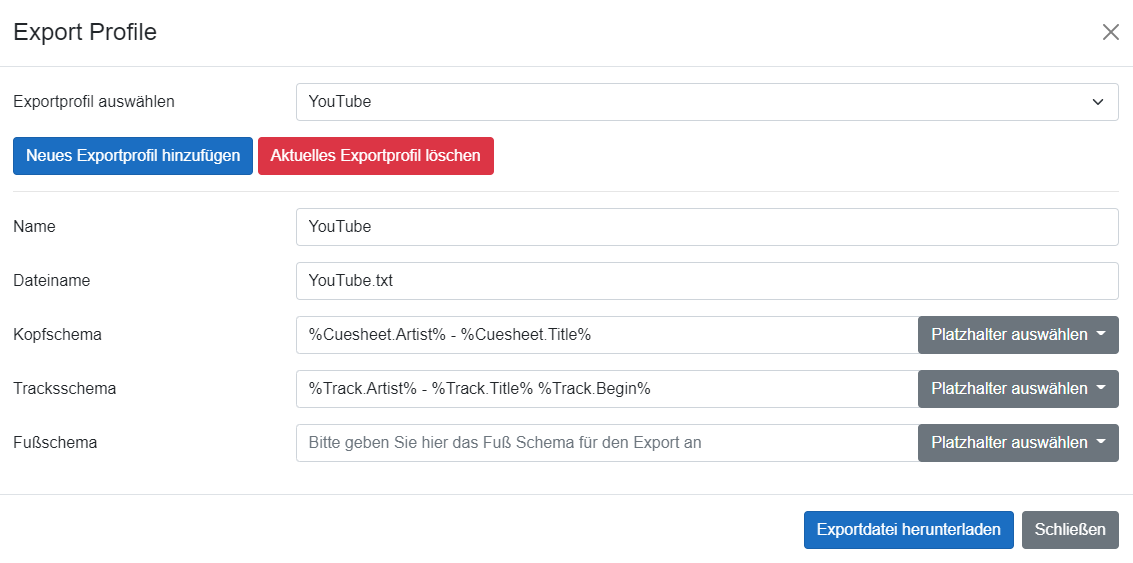 Export Profile
Exportprofil auswählen
YouTube
Neues Exportprofil hinzufügen
Aktuelles Exportprofil löschen
Name
YouTube
Dateiname
YouTube.txt
Kopfschema
%Cuesheet.Artist% - %Cuesheet.Title%
Platzhalter auswählen
Tracksschema
%Track.Artist% - %Track.Title% %Track.Begin%
Platzhalter auswählen
Fußschema
Bitte geben Sie hier das Fuß Schema für den Export an
Platzhalter auswählen
Exportdatei herunterladen
Schließen